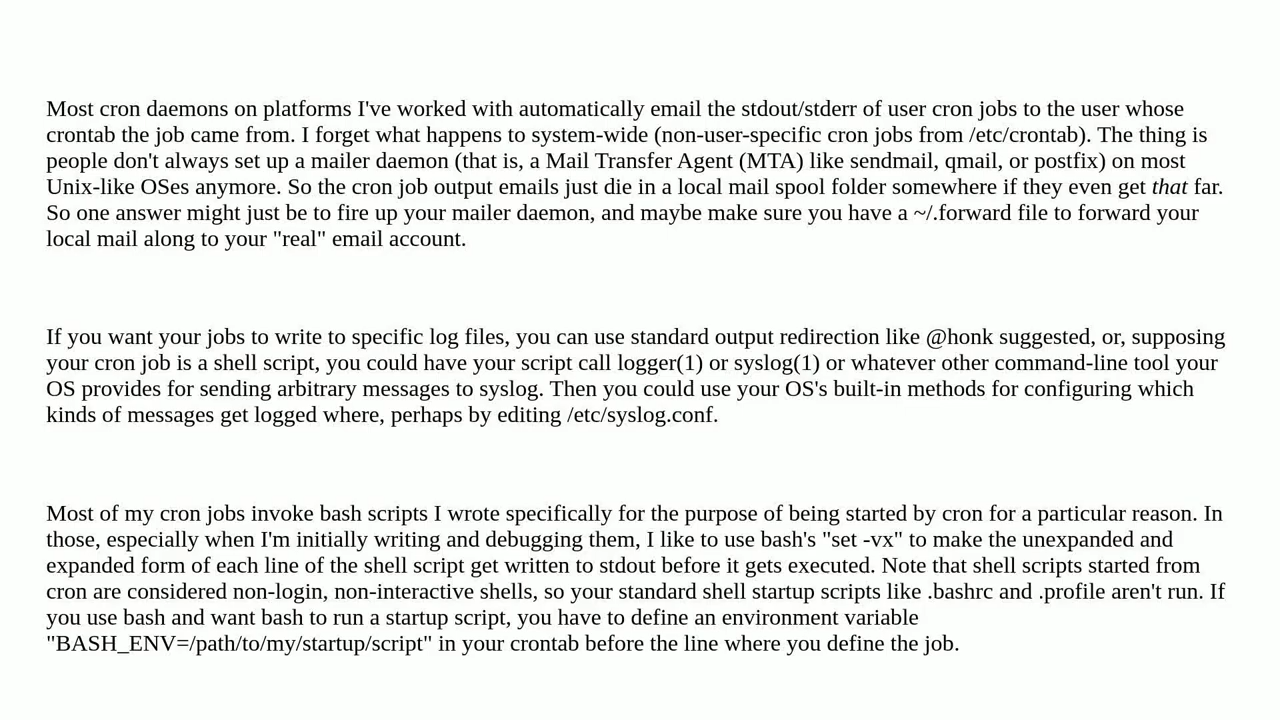 Most cron daemons on platforms I've worked with automatically email the stdout/stderr of user cron jobs to the user whose
crontab the job came from. I forget what happens to system-wide (non-user-specific cron jobs from /etc/crontab). The thing is
people don't always set up a mailer daemon (that is, a Mail Transfer Agent (MTA) like sendmail, qmail, or postfix) on most
Unix-like OSes anymore. So the cron job output emails just die in a local mail spool folder somewhere if they even get that far.
So one answer might just be to fire up your mailer daemon, and maybe make sure you have a ~/.forward file to forward your
local mail along to your "real" email account.
If you want your jobs to write to specific log files, you can use standard output redirection like @honk suggested, or, supposing
your cron job is a shell script, you could have your script call logger(1) or syslog(1) or whatever other command-line tool your
OS provides for sending arbitrary messages to syslog. Then you could use your OS's built-in methods for configuring which
kinds of messages get logged where, perhaps by editing /etc/syslog.conf.
Most of my cron jobs invoke bash scripts I wrote specifically for the purpose of being started by cron for a particular reason. In
those, especially when I'm initially writing and debugging them, I like to use bash's "set -vx" to make the unexpanded and
expanded form of each line of the shell script get written to stdout before it gets executed. Note that shell scripts started from
cron are considered non-login, non-interactive shells, so your standard shell startup scripts like .bashrc and .profile aren't run. If
you use bash and want bash to run a startup script, you have to define an environment variable
"BASH_ENV=/path/to/my/startup/script" in your crontab before the line where you define the job.